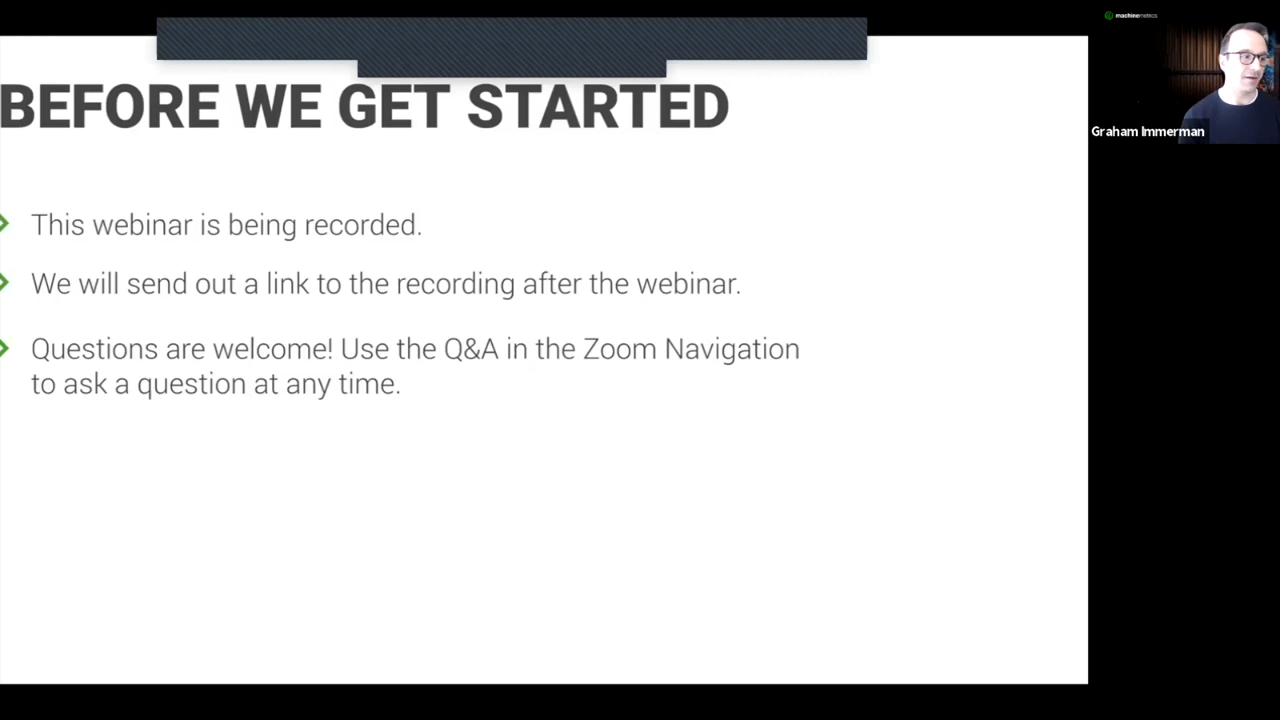 machinemetrics
BEFORE WE GET STARTED
This webinar is being recorded.
We will send out a link to the recording after the webinar.
Questions are welcome! Use the Q&A in the Zoom Navigation
to ask a question at any time.
Graham Immerman